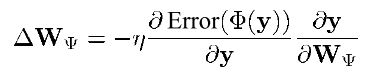 ΔW_Ψ = −η ∂ Error(Φ(y)) / ∂y ∂y / ∂W_Ψ